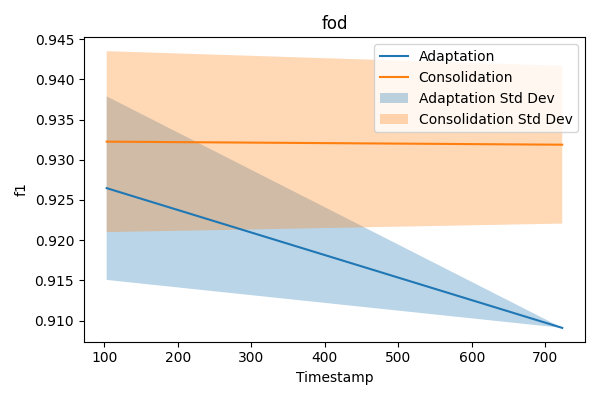 fod
f1
0.945
0.940
0.935
0.930
0.925
0.920
0.915
0.910
Adaptation
Consolidation
Adaptation Std Dev
Consolidation Std Dev
100 200 300 400 500 600 700
Timestamp